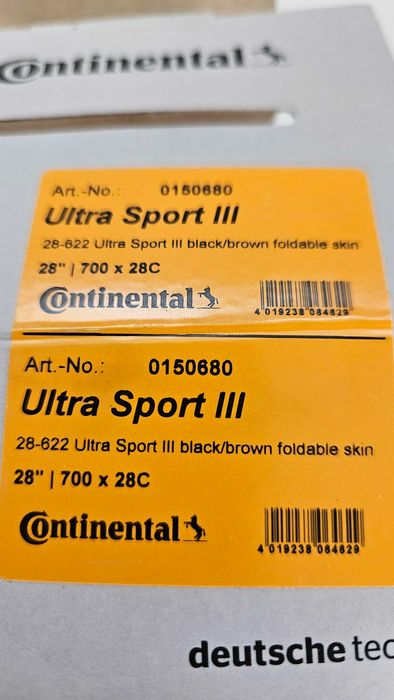 Continental
Art.-No.: 0150680
Ultra Sport III
28-622 Ultra Sport III black/brown foldable skin
28" | 700 x 28C
Continental
4 019238 064629
Art.-No.: 0150680
Ultra Sport III
28-622 Ultra Sport III black/brown foldable skin
28" | 700 x 28C
Continental
4 019238 064629
deutsche tec